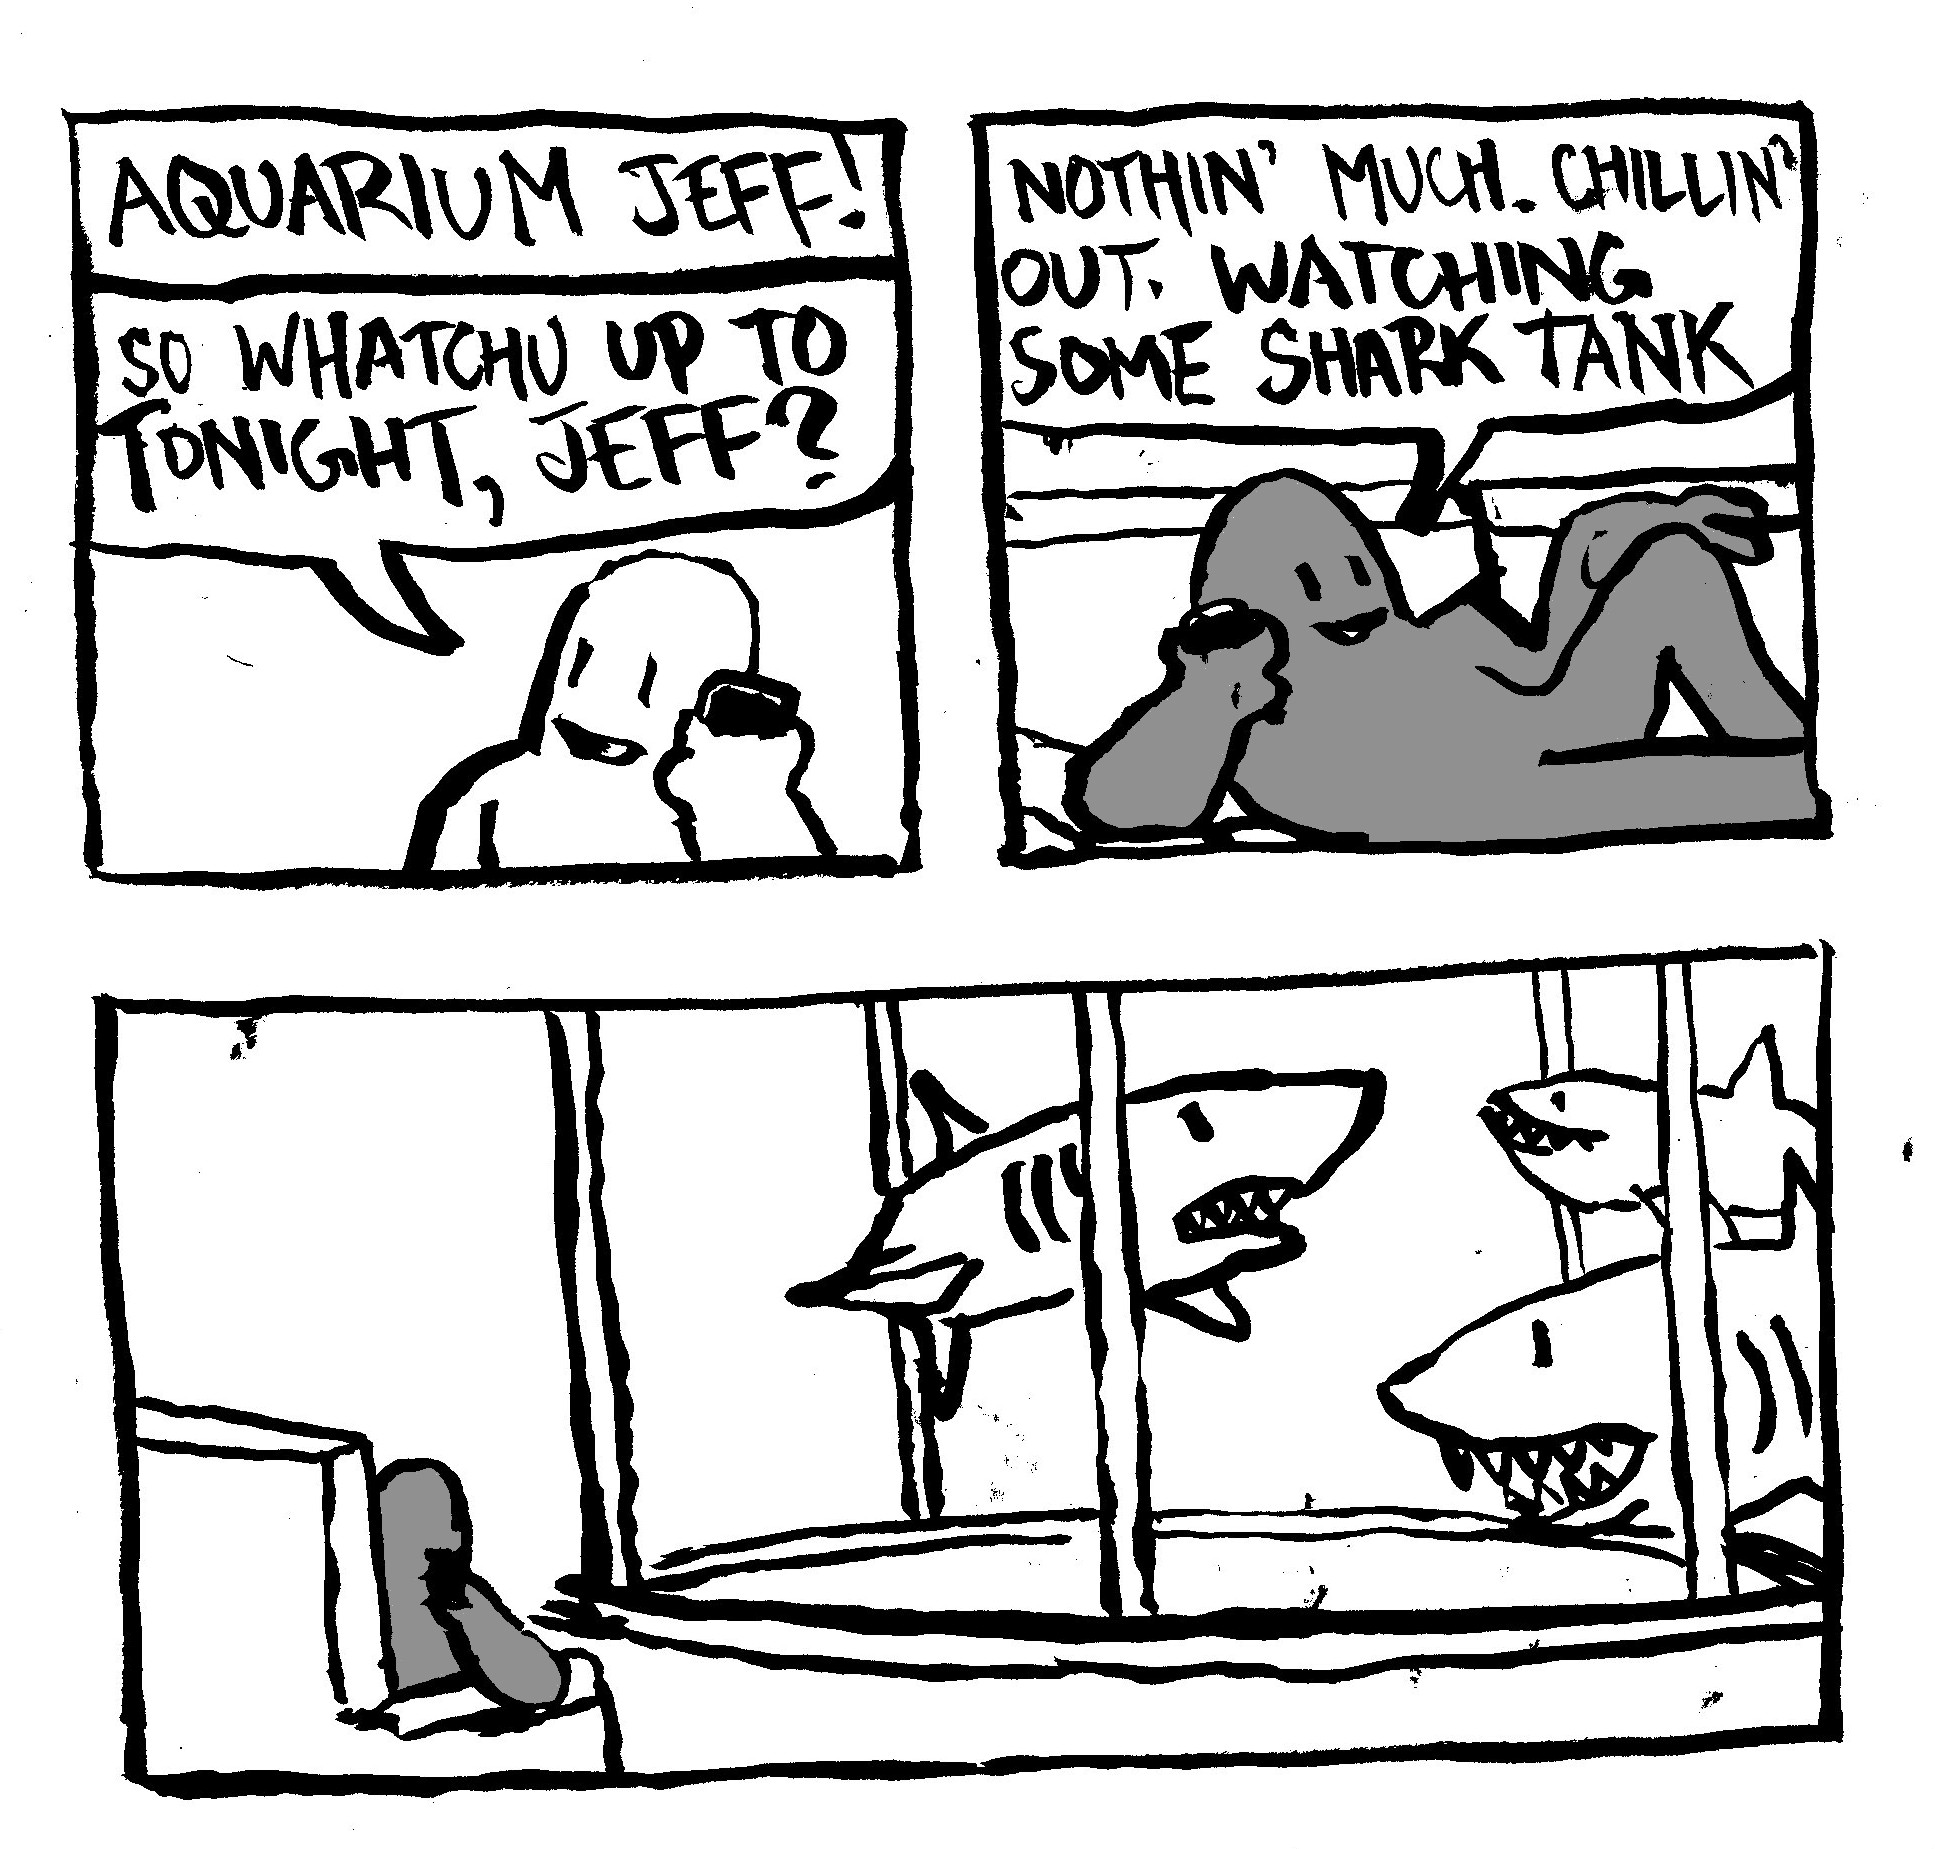 AQUARIUM JEFF!
SO WHATCHU UP TO
TONIGHT, JEFF?
NOTHIN' MUCH. CHILLIN'
OUT. WATCHING
SOME SHARK TANK